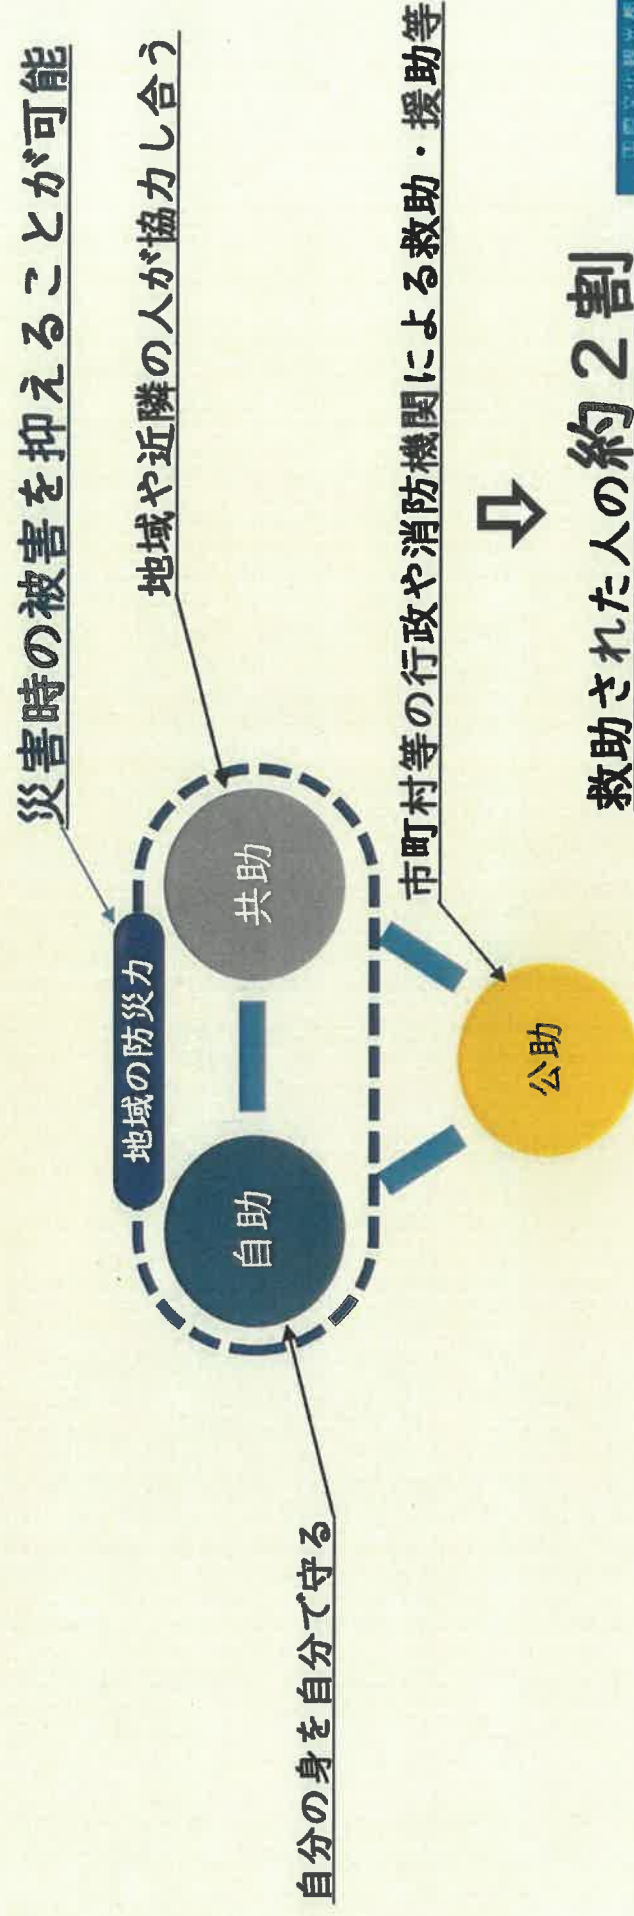 災害時の被害を抑えることが可能
地域や近隣の人が協力し合う
地域の防災力
自助
共助
自分の身を自分で守る
市町村等の行政や消防機関による救助・援助等
公助
救助された人の約2割